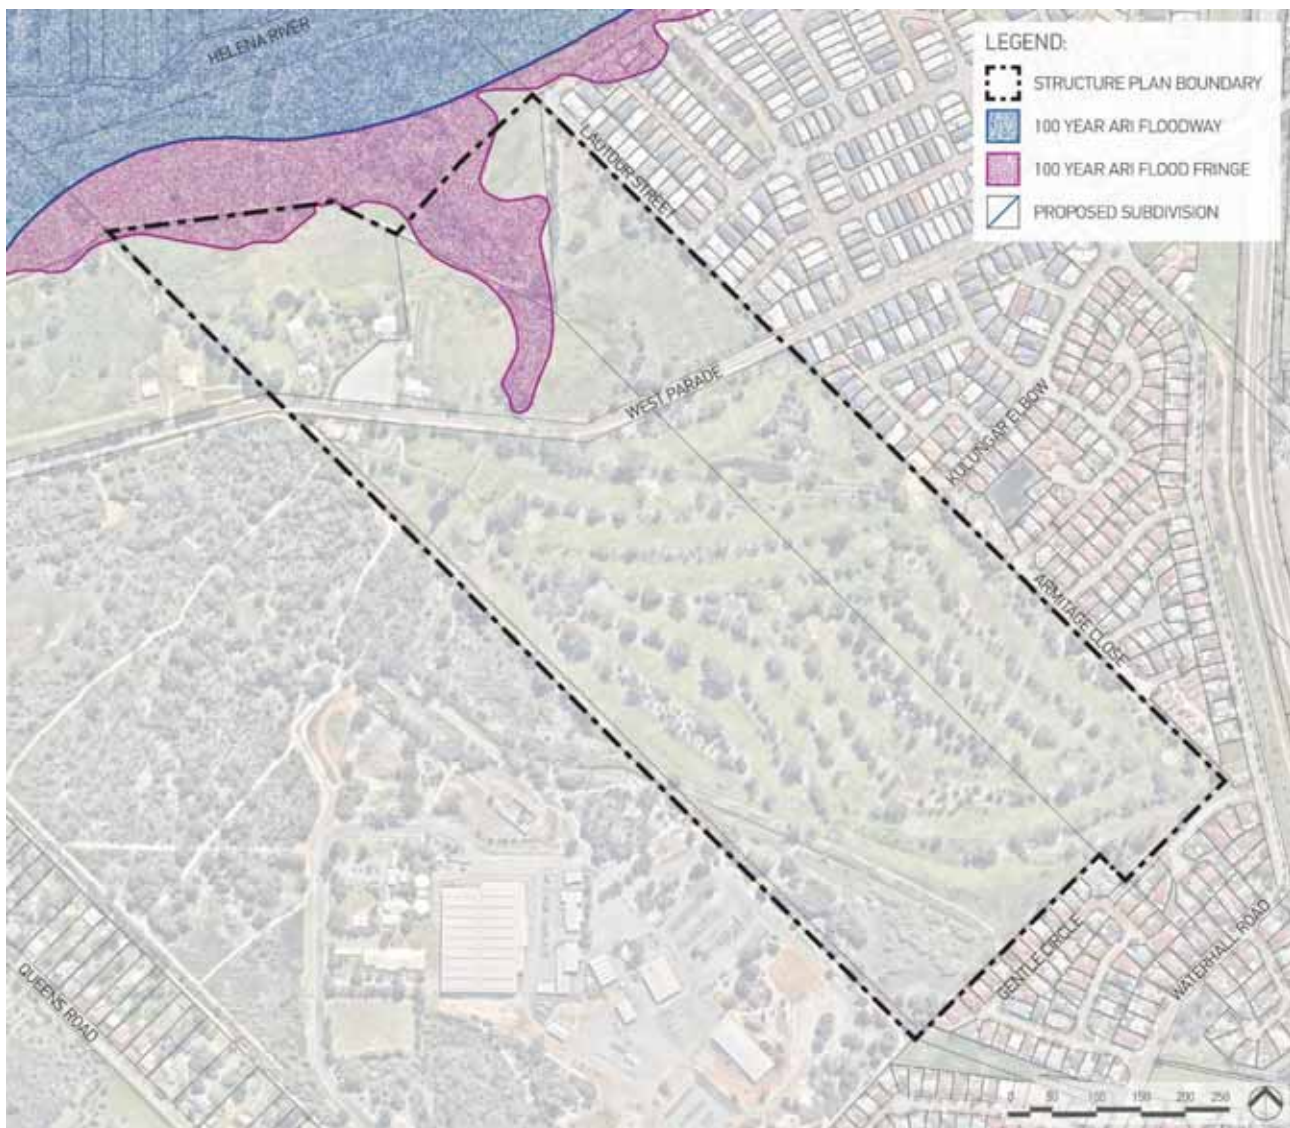 HELENA RIVER
LEGEND:
STRUCTURE PLAN BOUNDARY
100 YEAR ARI FLOODWAY
100 YEAR ARI FLOOD FRINGE
PROPOSED SUBDIVISION
LAUTOUR STREET
WEST PARADE
KULUNGAR ELBOW
ARMITAGE CLOSE
GENTLE CIRCLE
WATERHALL ROAD
QUEENS ROAD
0 50 100 150 200 250